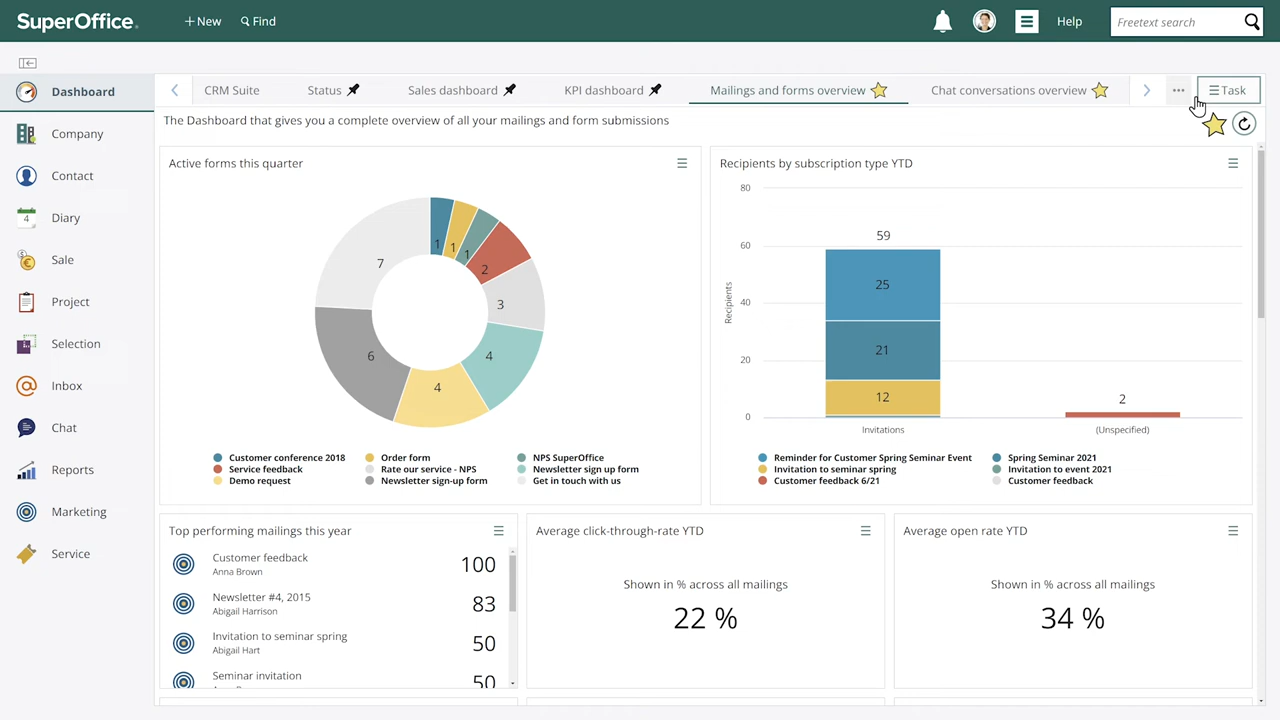 SuperOffice.
+ New
Find
Help
Freetext search
Dashboard
Company
Contact
4
Diary
Sale
Project
Selection
Inbox
Chat
Reports
Marketing
Service
CRM Suite
Status
Sales dashboard
KPI dashboard
Mailings and forms overview
Chat conversations overview
Task
The Dashboard that gives you a complete overview of all your mailings and form submissions
Active forms this quarter
1
1
1
2
3
4
4
6
7
Customer conference 2018
Order form
NPS SuperOffice
Service feedback
Rate our service - NPS
Newsletter sign up form
Demo request
Newsletter sign-up form
Get in touch with us
Recipients by subscription type YTD
80
60
40
20
0
Recipients
59
25
21
12
2
Invitations
(Unspecified)
Reminder for Customer Spring Seminar Event
Spring Seminar 2021
Invitation to seminar spring
Invitation to event 2021
Customer feedback 6/21
Customer feedback
Top performing mailings this year
Customer feedback
Anna Brown
100
Newsletter #4, 2015
Abigail Harrison
83
Invitation to seminar spring
Abigail Hart
50
Seminar invitation
50
Average click-through-rate YTD
Shown in % across all mailings
22 %
Average open rate YTD
Shown in % across all mailings
34 %